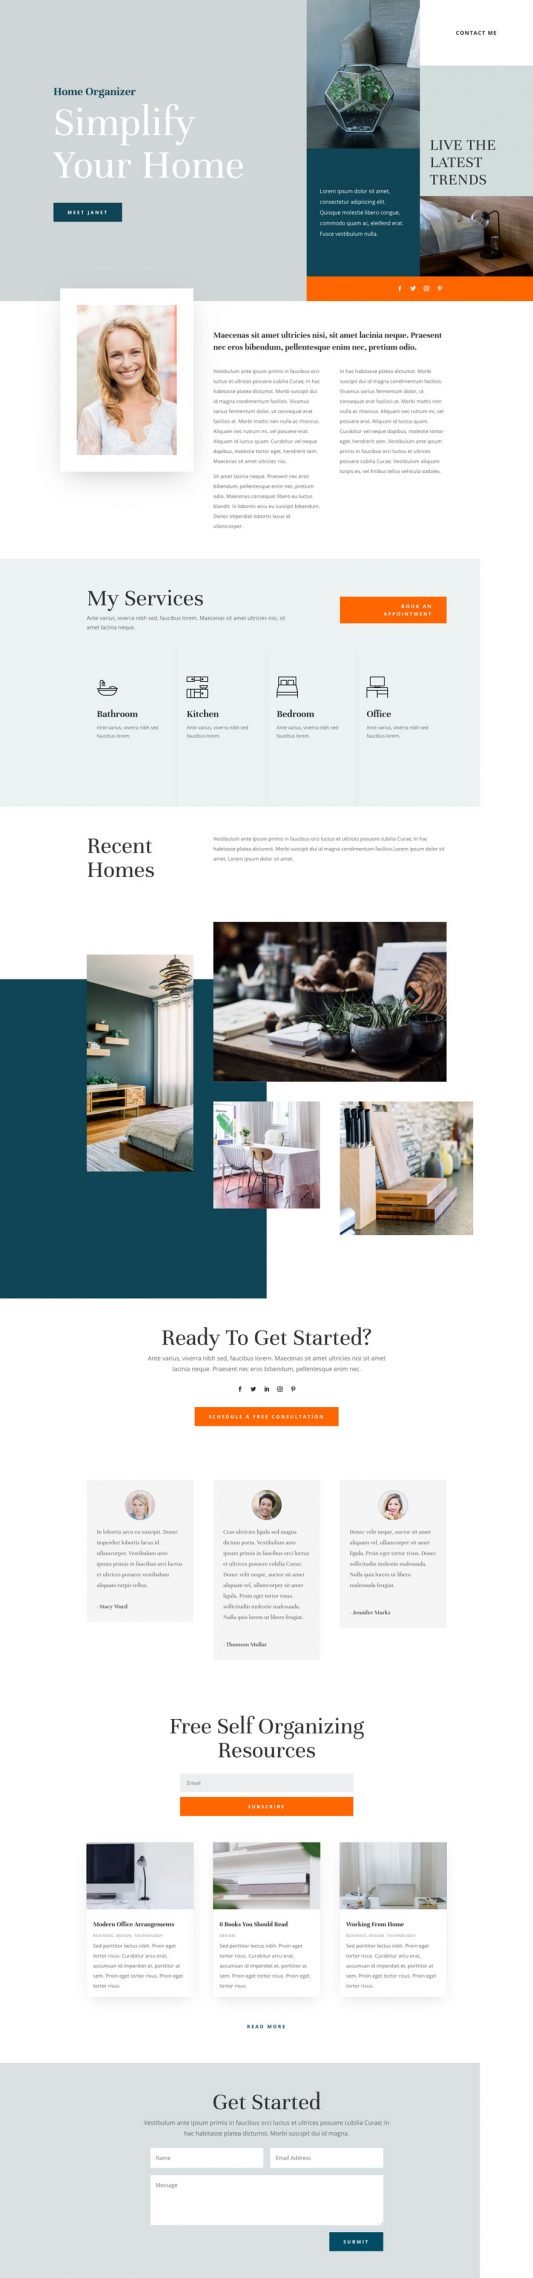 CONTACT ME
Home Organizer
Simplify
Your Home
MEET JANET
LIVE THE
LATEST
TRENDS
Lorem ipsum dolor sit amet,
consectetur adipiscing elit.
Quisque molestie libero congue,
commodo quam ac, eleifend erat.
Fusce vestibulum nulla.
Maecenas sit amet ultricies nisi, sit amet lacinia neque. Praesent
nec eros bibendum, pellentesque enim nec, pretium odio.
Vestibulum ante ipsum primis in faucibus orci
luctus et ultrices posuere cubilia Curae; In hac
habitasse platea dictumst. Morbi suscipit dui
id magna condimentum facilisis. Vivamus
varius fermentum dolor, ut consequat erat
facilisis at. Morbi mattis non nulla ac rhoncus.
Aliquam nec rutrum mi, vel posuere erat.
Aliquam id luctus quam. Curabitur vel neque
dapibus, molestie tortor eget, hendrerit sem.
Maecenas sit amet ultricies nisi.
Sit amet lacinia neque. Praesent nec eros
bibendum, pellentesque enim nec, pretium
odio. Maecenas consequat libero eu luctus
blandit. In lobortis arcu eu suscipit bibendum.
Donec imperdiet lobortis lacus id
ullamcorper.
In hac habitasse platea dictumst. Morbi
suscipit dui id magna condimentum facilisis.
Vivamus varius fermentum dolor, ut
consequat erat facilisis at. Morbi mattis non
nulla ac rhoncus. Aliquam nec rutrum mi, vel
posuere erat. Aliquam id luctus quam.
Curabitur vel neque dapibus, molestie tortor
eget, hendrerit sem. Vestibulum ante ipsum
primis in faucibus orci luctus et ultrices
posuere cubilia Curae; Vestibulum aliquam
turpis ex, vel finibus tellus vehicula sodales.
My Services
Ante varius, viverra nibh sed, faucibus lorem. Maecenas sit amet ultricies nisi, sit
amet lacinia neque.
BOOK AN
APPOINTMENT
Bathroom
Ante varius, viverra nibh sed
faucibus lorem.
Kitchen
Ante varius, viverra nibh sed
faucibus lorem.
Bedroom
Ante varius, viverra nibh sed
faucibus lorem.
Office
Ante varius, viverra nibh sed
faucibus lorem.
Recent
Homes
Vestibulum ante ipsum primis in faucibus orci luctus et ultrices posuere cubilia Curae; In hac
habitasse platea dictumst. Morbi suscipit dui id magna condimentum facilisis.Lorem ipsum dolor sit
amet. Lorem ipsum dolor sit amet.
Ready To Get Started?
Ante varius, viverra nibh sed, faucibus lorem. Maecenas sit amet ultricies nisi sit amet
lacinia neque. Praesent nec eros bibendum, pellentesque enim nec.
SCHEDULE A FREE CONSULTATION
In lobortis arcu eu suscipit. Donec
imperdiet lobortis lacus id
ullamcorper. Vestibulum ante
ipsum primis in faucibus orci luctus
et ultrices posuere vestibulum
aliquam turpis tellus.
- Stacy Ward
Cras ultricies ligula sed magna
dictum porta. Vestibulum ante
ipsum primis in faucibus orci luctus
et ultrices posuere cubilia Curae;
Donec velit neque, auctor sit amet
aliquam vel, ullamcorper sit amet
ligula. Proin eget tortor risus.
sollicitudin molestie malesuada.
Nulla quis lorem ut libero feugiat.
- Thomson Mullur
Donec velit neque, auctor sit amet
aliquam vel, ullamcorper sit amet
ligula. Proin eget tortor risus. Donec
sollicitudin molestie malesuada.
Nulla quis lorem ut libero
malesuada feugiat.
- Jennifer Marks
Free Self Organizing
Resources
Email
SUBSCRIBE
Modern Office Arrangements
BUSINESS, DESIGN, TECHNOLOGY
Sed porttitor lectus nibh. Proin eget
tortor risus. Curabitur arcu erat,
accumsan id imperdiet et, porttitor at
sem. Proin eget tortor risus. Proin eget
tortor risus.
6 Books You Should Read
DESIGN
Sed porttitor lectus nibh. Proin eget
tortor risus. Curabitur arcu erat,
accumsan id imperdiet et, porttitor at
sem. Proin eget tortor risus. Proin eget
tortor risus.
Working From Home
BUSINESS, DESIGN, TECHNOLOGY
Sed porttitor lectus nibh. Proin eget
tortor risus. Curabitur arcu erat,
accumsan id imperdiet et, porttitor at
sem. Proin eget tortor risus. Proin eget
tortor risus.
READ MORE
Get Started
Vestibulum ante ipsum primis in faucibus orci luctus et ultrices posuere cubilia Curae; In
hac habitasse platea dictumst. Morbi suscipit dui id magna.
Name
Email Address
Message
SUBMIT